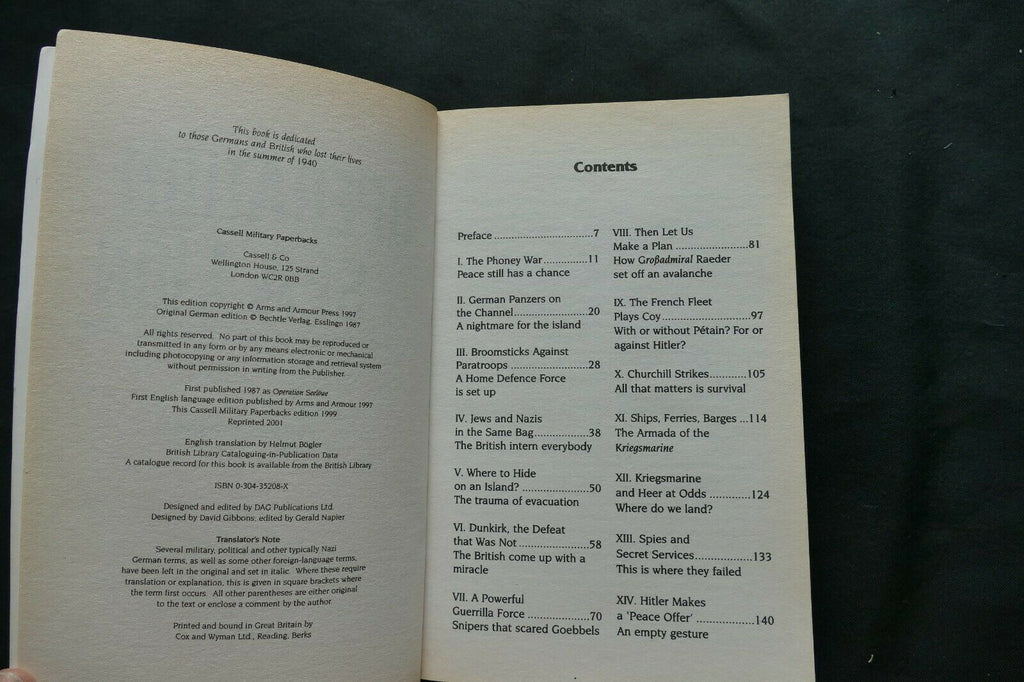 This book is dedicated
to those Germans and British who lost their lives
in the summer of 1940
Cassell Military Paperbacks
Cassell & Co
Wellington House, 125 Strand
London WC2R 0BB
This edition copyright © Arms and Armour Press 1997
Original German edition © Bechtle Verlag, Esslingn 1987
All rights reserved. No part of this book may be reproduced or
transmitted in any form or by any means electronic or mechanical
including photocopying or any information storage and retrieval system
without permission in writing from the Publisher.
First published 1987 as Operation Seelöwe
First English language edition published by Arms and Armour 1997
This Cassell Military Paperbacks edition 1999
Reprinted 2001
English translation by Helmut Bögler
British Library Cataloguing-in-Publication Data
A catalogue record for this book is available from the British Library
ISBN 0-304-35208-X
Designed and edited by DAG Publications Ltd.
Designed by David Gibbons; edited by Gerald Napier
Translator's Note
Several military, political and other typically Nazi
German terms, as well as some other foreign-language terms,
have been left in the original and set in italic. Where these require
translation or explanation, this is given in square brackets where
the term first occurs. All other parentheses are either original
to the text or enclose a comment by the author
Printed and bound in Great Britain by
Cox and Wyman Ltd., Reading, Berks
Contents
Preface ................................7
I. The Phoney War..............11
Peace still has a chance
II. German Panzers on
the Channel........................20
A nightmare for the island
III. Broomsticks Against
Paratroops ..........................28
A Home Defence Force
is set up
IV. Jews and Nazis
in the Same Bag..................38
The British intern everybody
V. Where to Hide
on an Island? ......................50
The trauma of evacuation
VI. Dunkirk, the Defeat
that Was Not ......................58
The British come up with a
miracle
VII. A Powerful
Guerrilla Force ....................70
Snipers that scared Goebbels
VIII. Then Let Us
Make a Plan ........................81
How Großadmiral Raeder
set off an avalanche
IX. The French Fleet
Plays Coy ............................97
With or without Pétain? For or
against Hitler?
X. Churchill Strikes...........105
All that matters is survival
XI. Ships, Ferries, Barges ...114
The Armada of the
Kriegsmarine
XII. Kriegsmarine
and Heer at Odds .............124
Where do we land?
XIII. Spies and
Secret Services...................133
This is where they failed
XIV. Hitler Makes
a 'Peace Offer' ...................140
An empty gesture